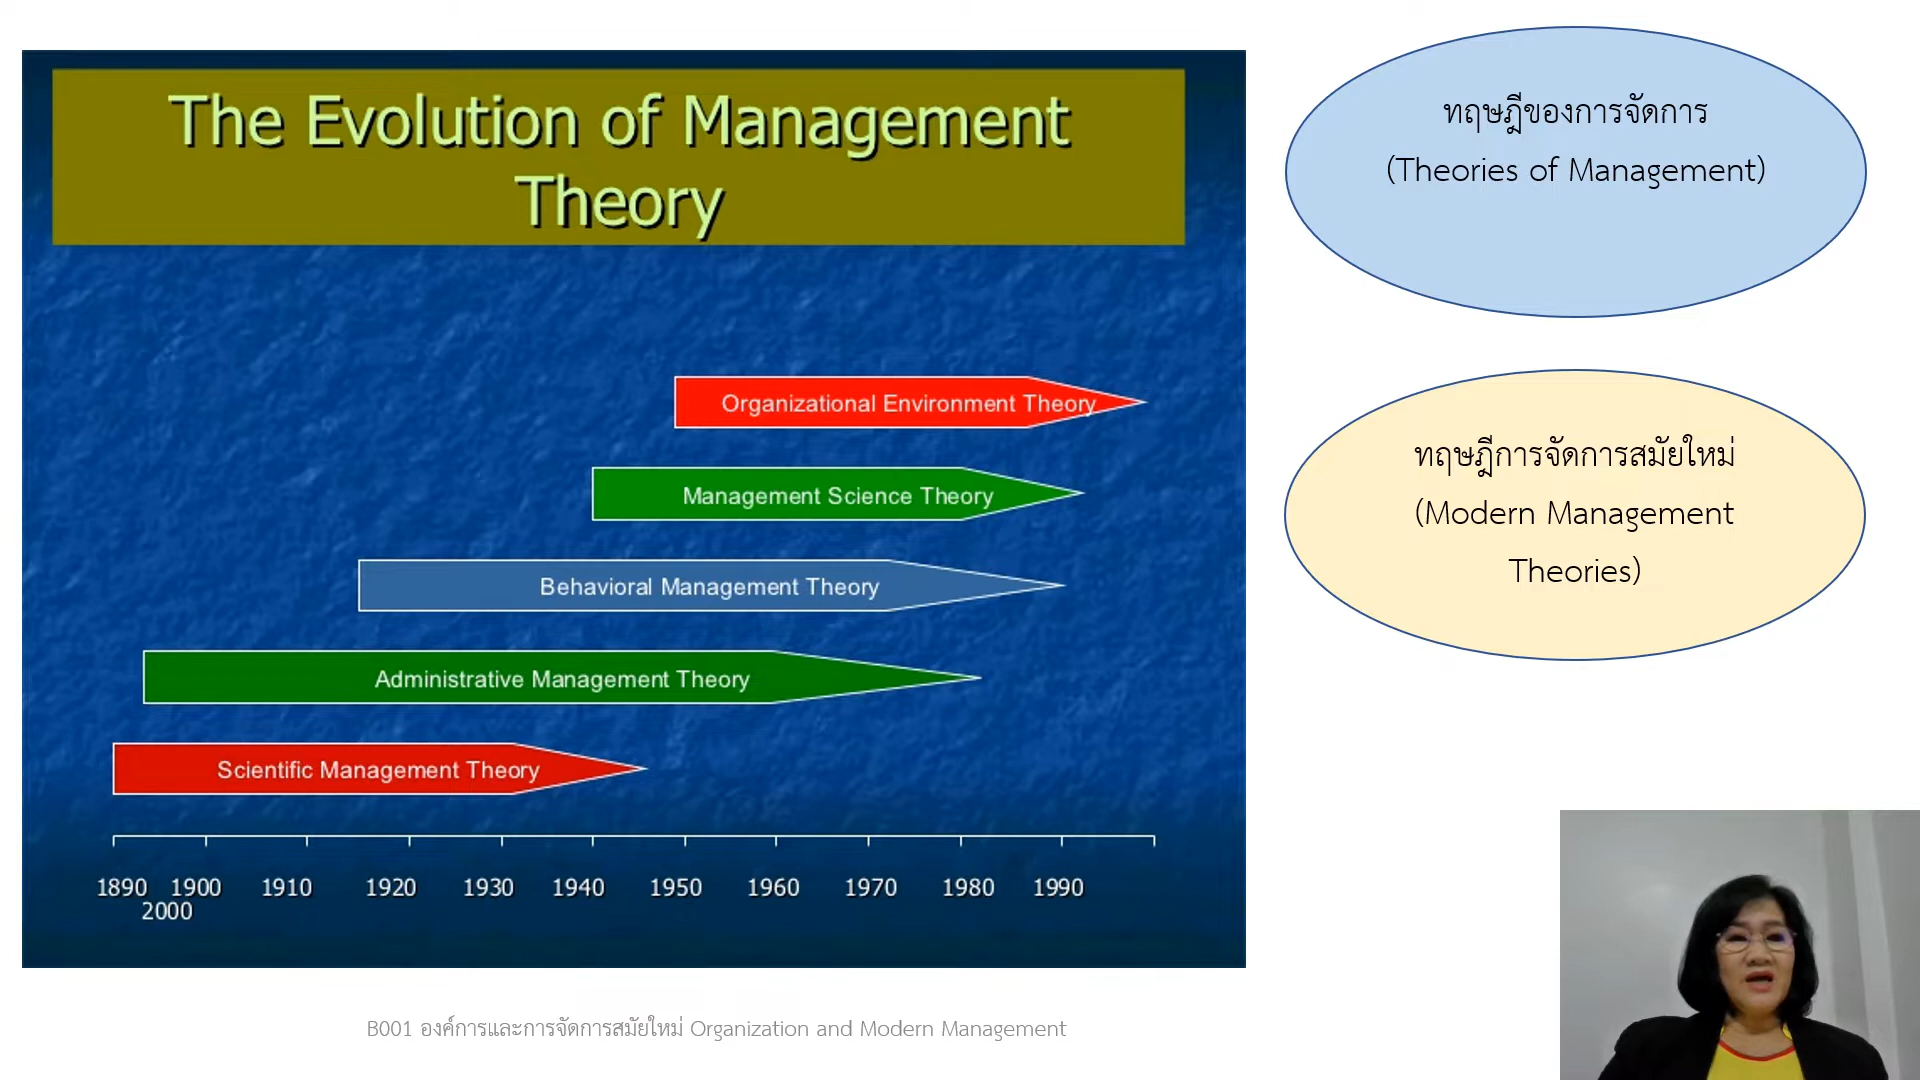 The Evolution of Management
Theory
Organizational Environment Theory
Management Science Theory
Behavioral Management Theory
Administrative Management Theory
Scientific Management Theory
1890 1900 1910 1920 1930 1940 1950 1960 1970 1980 1990
2000
ทฤษฎีของการจัดการ
(Theories of Management)
ทฤษฎีการจัดการสมัยใหม่
(Modern Management
Theories)
B001 องค์การและการจัดการสมัยใหม่ Organization and Modern Management